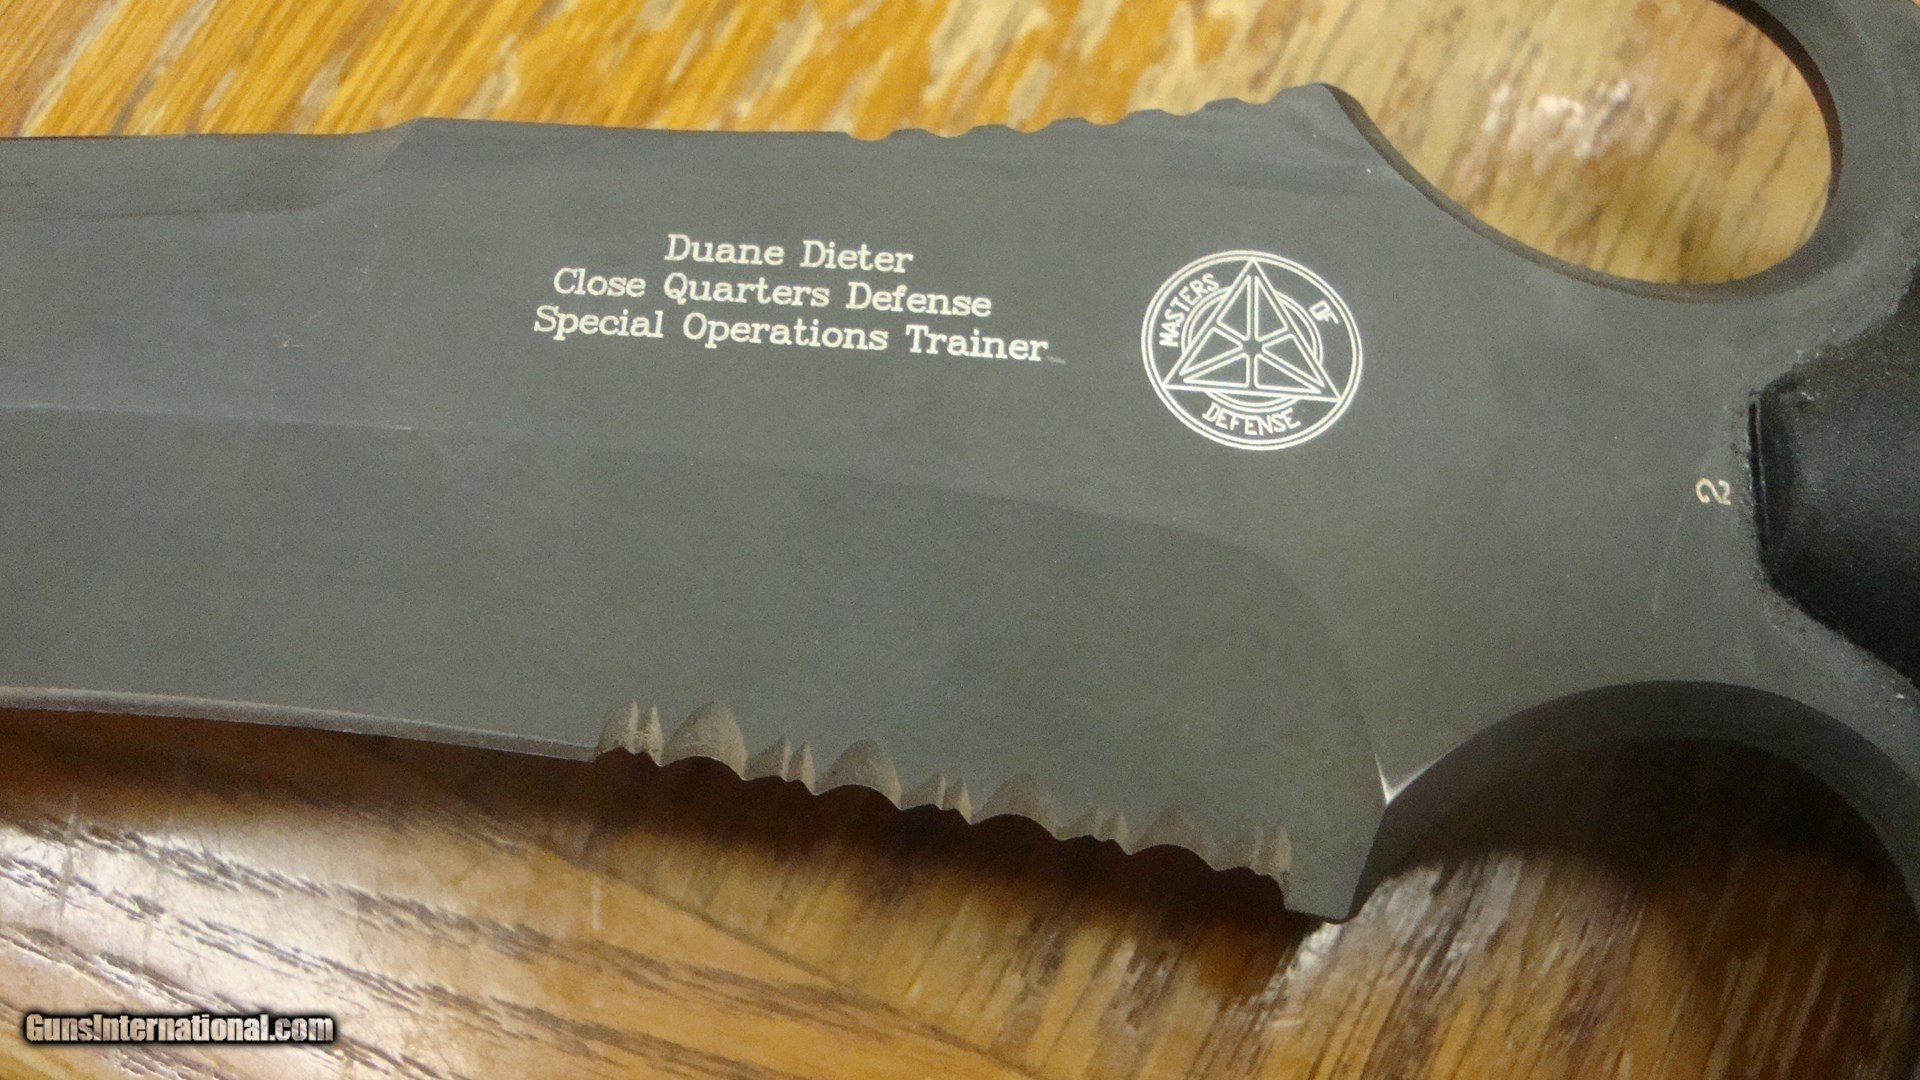 Duane Dieter
Close Quarters Defense
Special Operations Trainer
MASTERS OF
DEFENSE
2
GunsInternational.com